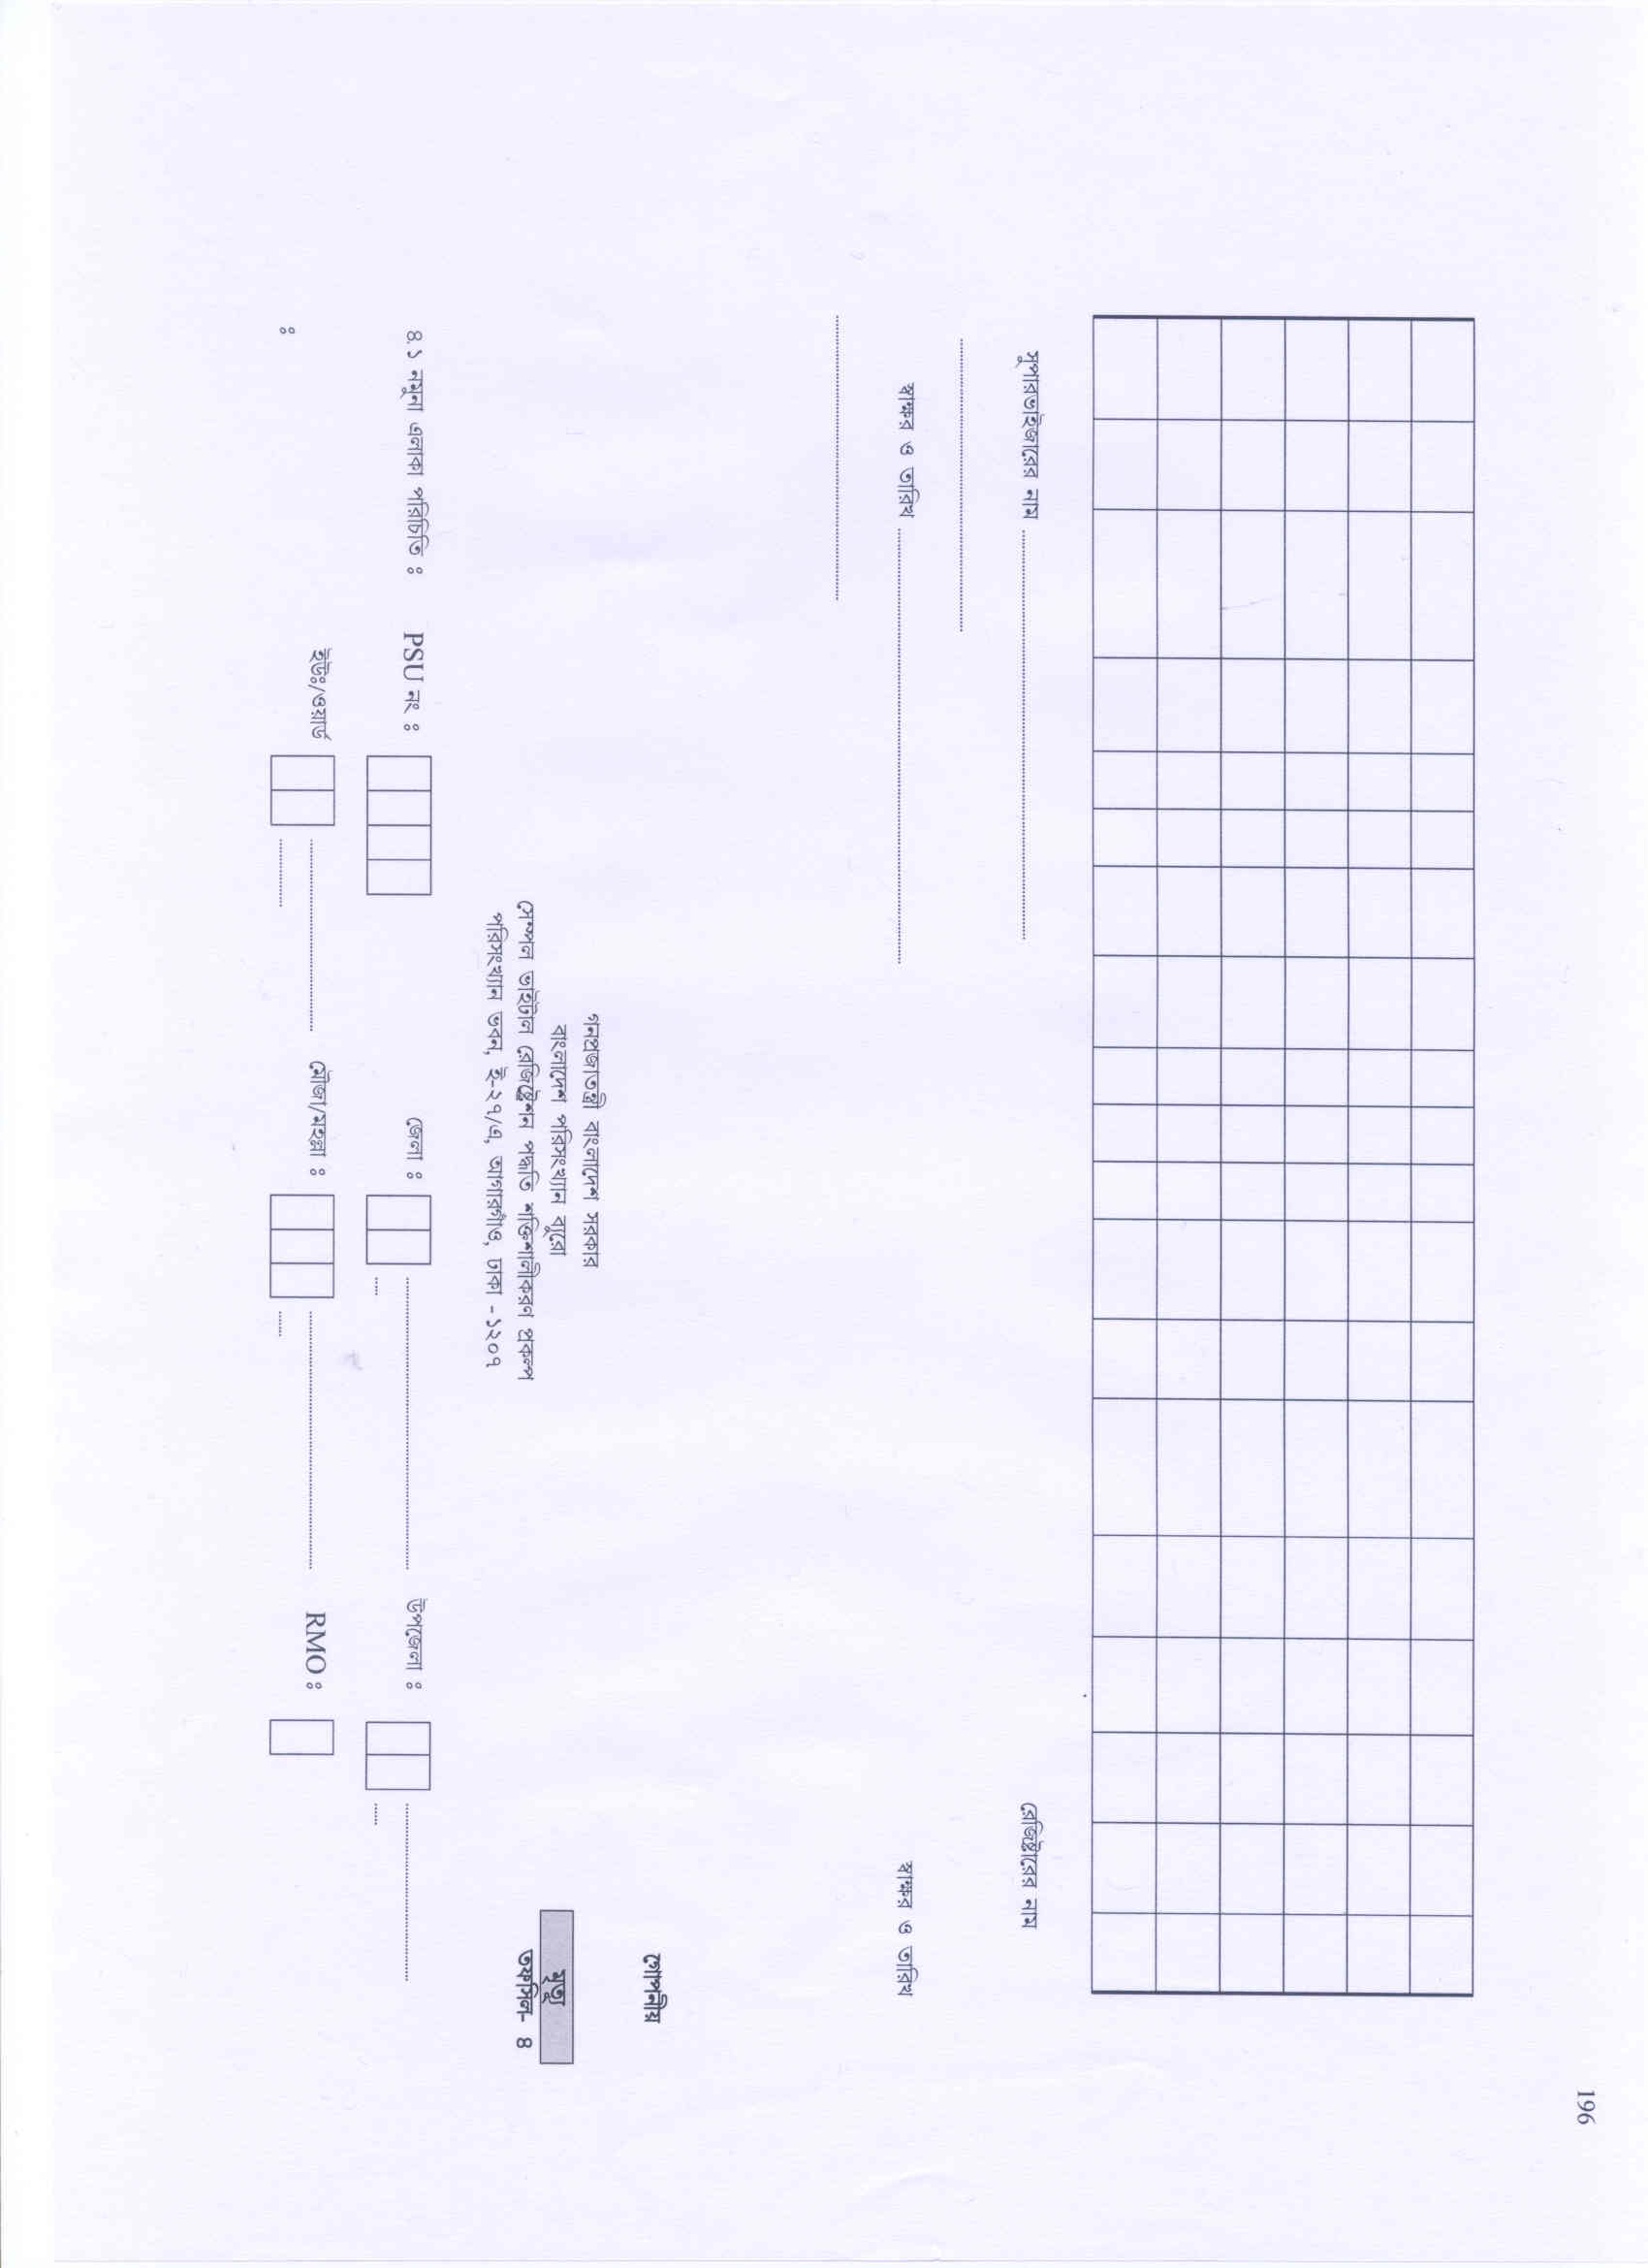 196
সুপারভাইজারের নাম ........................ রেজিষ্টারের নাম
........................
স্বাক্ষর ও তারিখ ........................ স্বাক্ষর ও তারিখ
........................
গোপনীয়
গনপ্রজাতন্ত্রী বাংলাদেশ সরকার
বাংলাদেশ পরিসংখ্যান ব্যুরো
মৃত্যু
সেম্পল ভাইটাল রেজিষ্ট্রেশন পদ্ধতি শক্তিশালীকরণ প্রকল্প
তফসিল- ৪
পরিসংখ্যান ভবন, ই-২৭/এ, আগারগাঁও, ঢাকা - ১২০৭
৪.১ নমুনা এলাকা পরিচিতি ঃ PSU নং ঃ জেলা ঃ ........................ উপজেলা ঃ ........................
ইউঃ/ওয়ার্ড ........................ মৌজা/মহল্লা ঃ ........................ RMO ঃ
ঃ